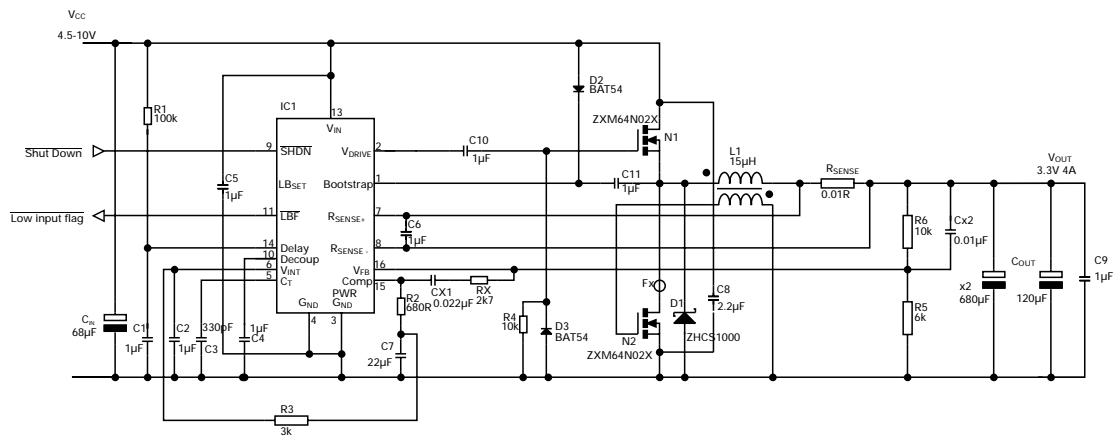 VCC
4.5-10V
R1
100k
IC1
13
VIN
D2
BAT54
ZXM64N02X
N1
Shut Down
9
SHDN
VDRIVE
2
C10
1µF
L1
15µH
RSENSE
0.01R
VOUT
3.3V 4A
C5
1µF
LBSET
Bootstrap
1
C11
1µF
Low input flag
11
LBF
RSENSE+
7
C6
1µF
R6
10k
Cx2
0.01µF
14
Delay
RSENSE -
8
10
Decoup
6
VINT
VFB
16
5
CT
Comp
15
CX1
0.022µF
RX
2k7
Fx
C8
2.2µF
C9
1µF
PWR
GND
GND
4
3
R2
680R
R4
10k
D3
BAT54
N2
ZXM64N02X
D1
ZHCS1000
R5
6k
x2
680µF
COUT
120µF
CIN
68µF
C1
1µF
C2
1µF
330pF
C3
1µF
C4
C7
22µF
R3
3k